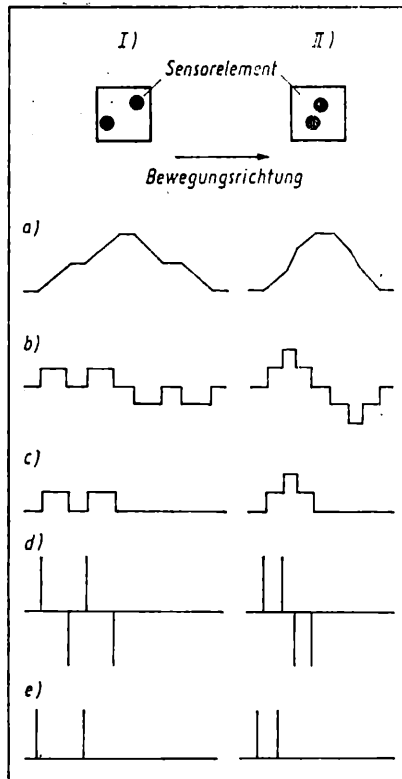 I) II)
Sensorelement
Bewegungsrichtung
a)
b)
c)
d)
e)